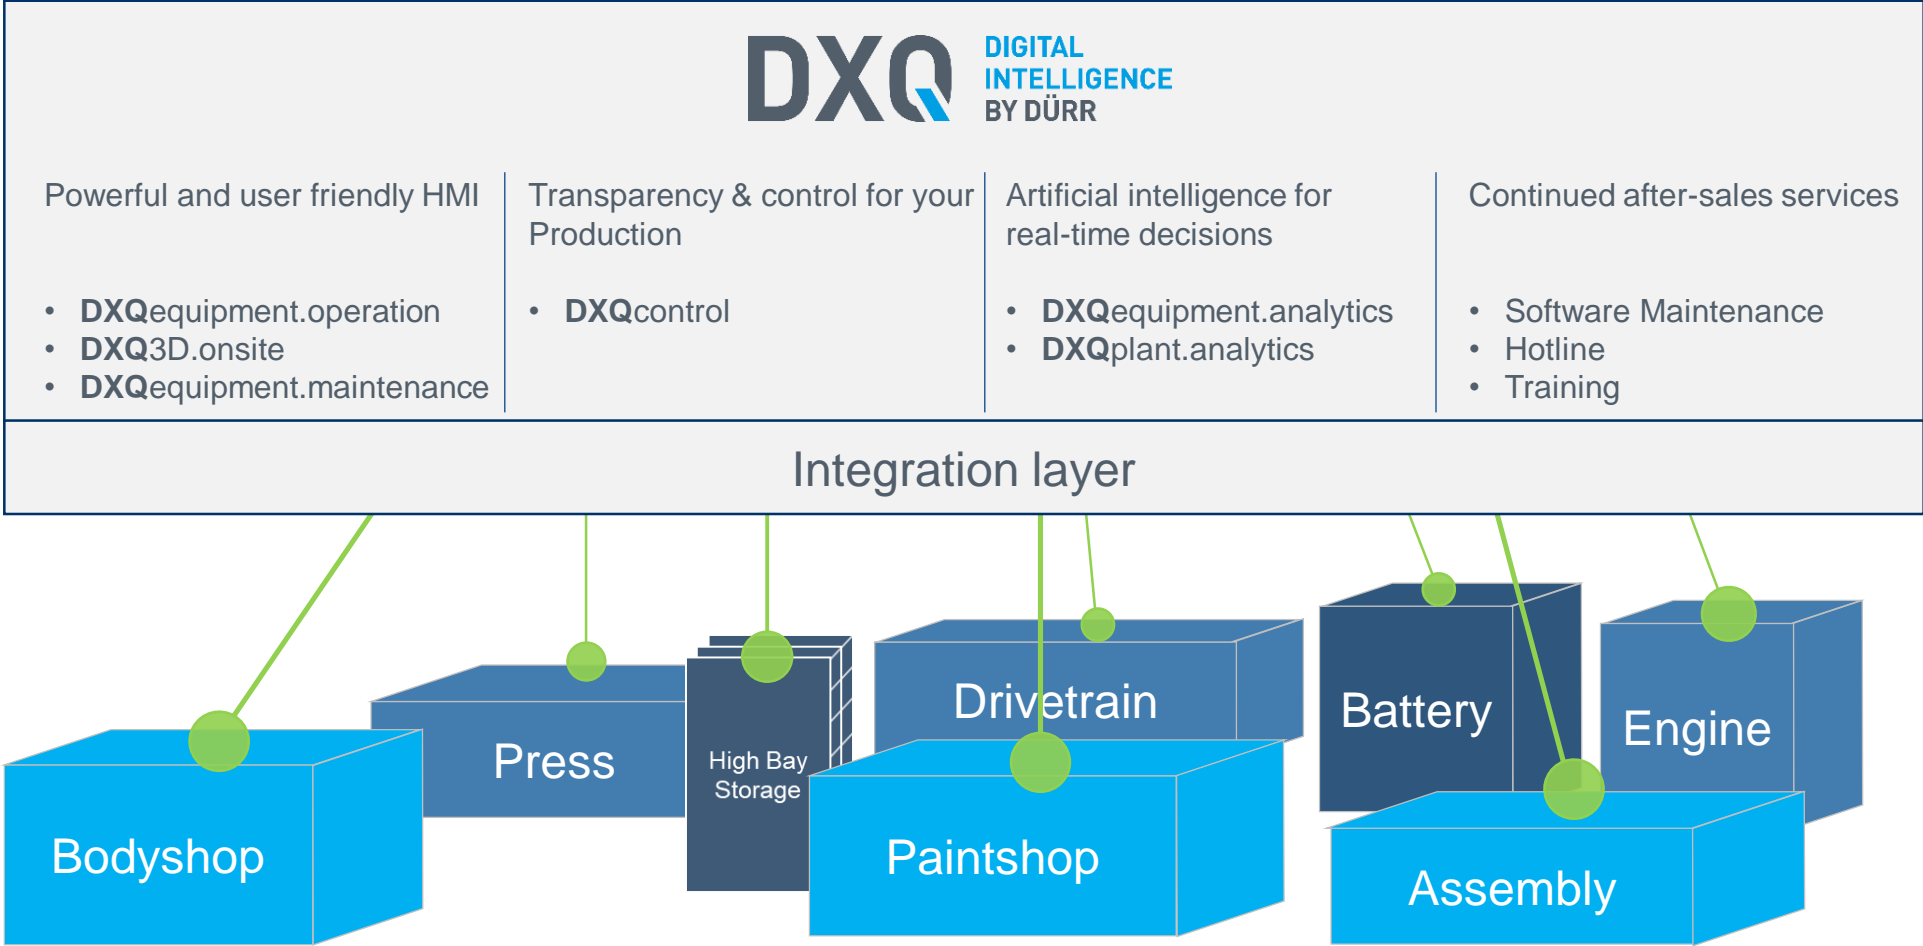 DXQ
DIGITAL
INTELLIGENCE
BY DÜRR
Powerful and user friendly HMI
• DXQequipment.operation
• DXQ3D.onsite
• DXQequipment.maintenance
Transparency & control for your
Production
• DXQcontrol
Artificial intelligence for
real-time decisions
• DXQequipment.analytics
• DXQplant.analytics
Continued after-sales services
• Software Maintenance
• Hotline
• Training
Integration layer
Bodyshop
Press
High Bay
Storage
Drivetrain
Paintshop
Battery
Engine
Assembly